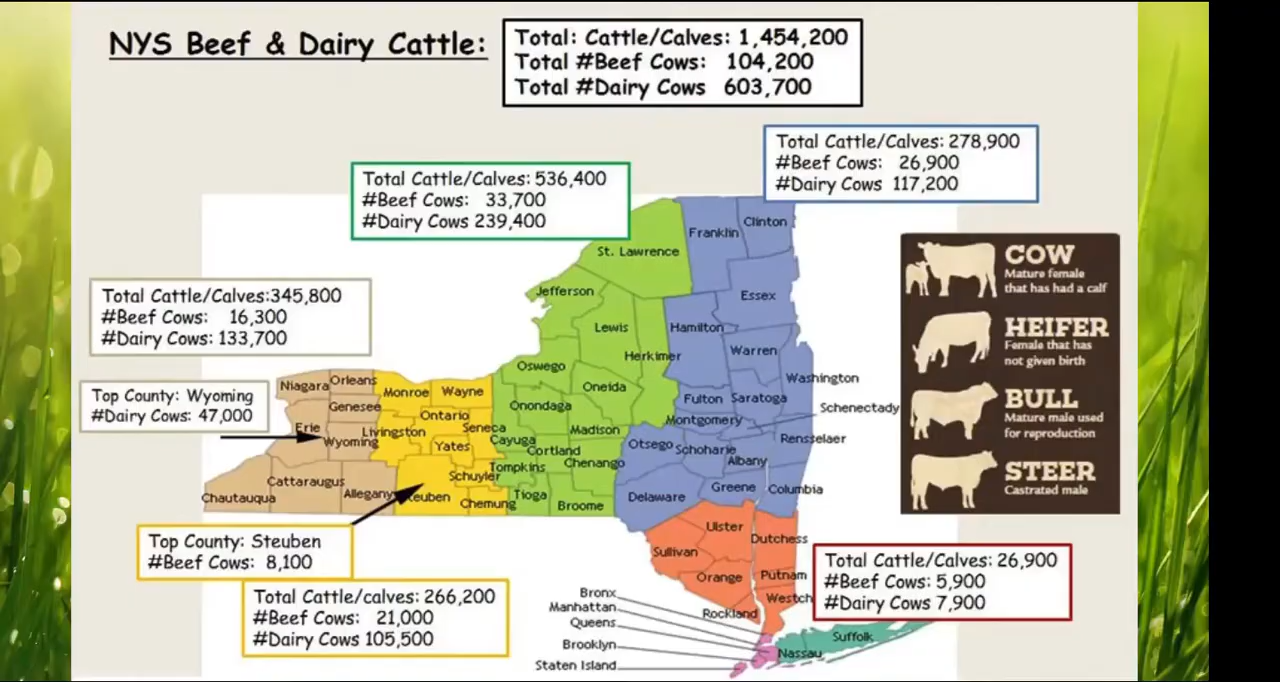 NYS Beef & Dairy Cattle:
Total: Cattle/Calves: 1,454,200
Total #Beef Cows: 104,200
Total #Dairy Cows 603,700
Total Cattle/Calves: 278,900
#Beef Cows: 26,900
#Dairy Cows 117,200
Total Cattle/Calves: 536,400
#Beef Cows: 33,700
#Dairy Cows 239,400
Total Cattle/Calves:345,800
#Beef Cows: 16,300
#Dairy Cows: 133,700
Top County: Wyoming
#Dairy Cows: 47,000
Top County: Steuben
#Beef Cows: 8,100
Total Cattle/calves: 266,200
#Beef Cows: 21,000
#Dairy Cows 105,500
Total Cattle/Calves: 26,900
#Beef Cows: 5,900
#Dairy Cows 7,900
COW
Mature female
that has had a calf
HEIFER
Female that has
not given birth
BULL
Mature male used
for reproduction
STEER
Castrated male
Clinton
Franklin
St. Lawrence
Jefferson
Essex
Lewis
Hamilton
Herkimer
Warren
Oswego
Washington
Niagara
Orleans
Monroe
Wayne
Oneida
Fulton
Saratoga
Genesee
Onondaga
Schenectady
Ontario
Montgomery
Erie
Livingston
Seneca
Madison
Wyoming
Yates
Cayuga
Otsego
Schoharie
Rensselaer
Cortland
Albany
Tompkins
Chenango
Cattaraugus
Schuyler
Chautauqua
Allegany
euben
Chemung
Tioga
Broome
Delaware
Greene
Columbia
Ulster
Dutchess
Sullivan
Orange
Putnam
Westch
Rockland
Bronx
Manhattan
Queens
Brooklyn
Staten Island
Suffolk
Nassau